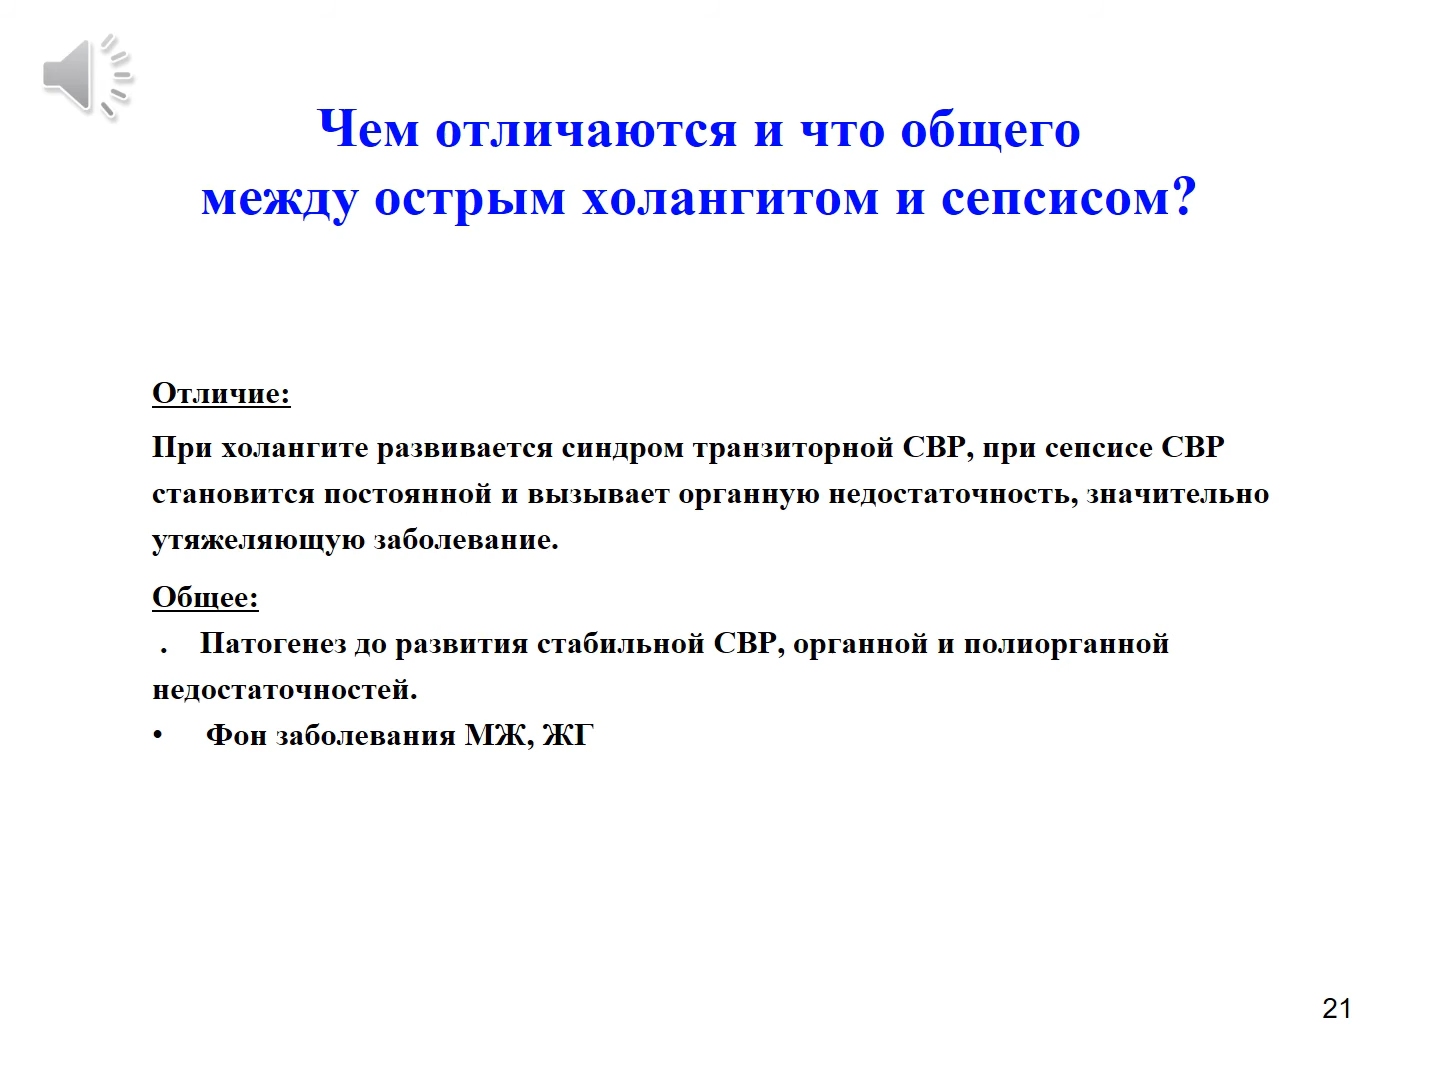 Чем отличаются и что общего
между острым холангитом и сепсисом?
Отличие:
При холангите развивается синдром транзиторной СВР, при сепсисе СВР
становится постоянной и вызывает органную недостаточность, значительно
утяжеляющую заболевание.
Общее:
. Патогенез до развития стабильной СВР, органной и полиорганной
недостаточностей.
• Фон заболевания МЖ, ЖГ
21